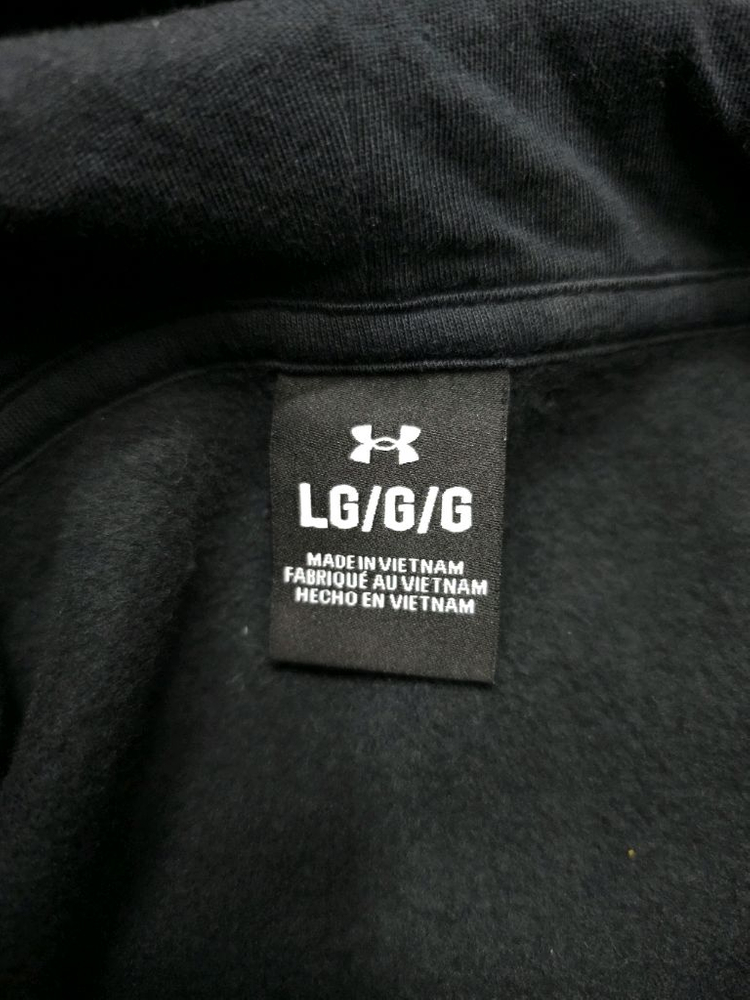 LG/G/G
MADE IN VIETNAM
FABRIQUÉ AU VIETNAM
HECHO EN VIETNAM